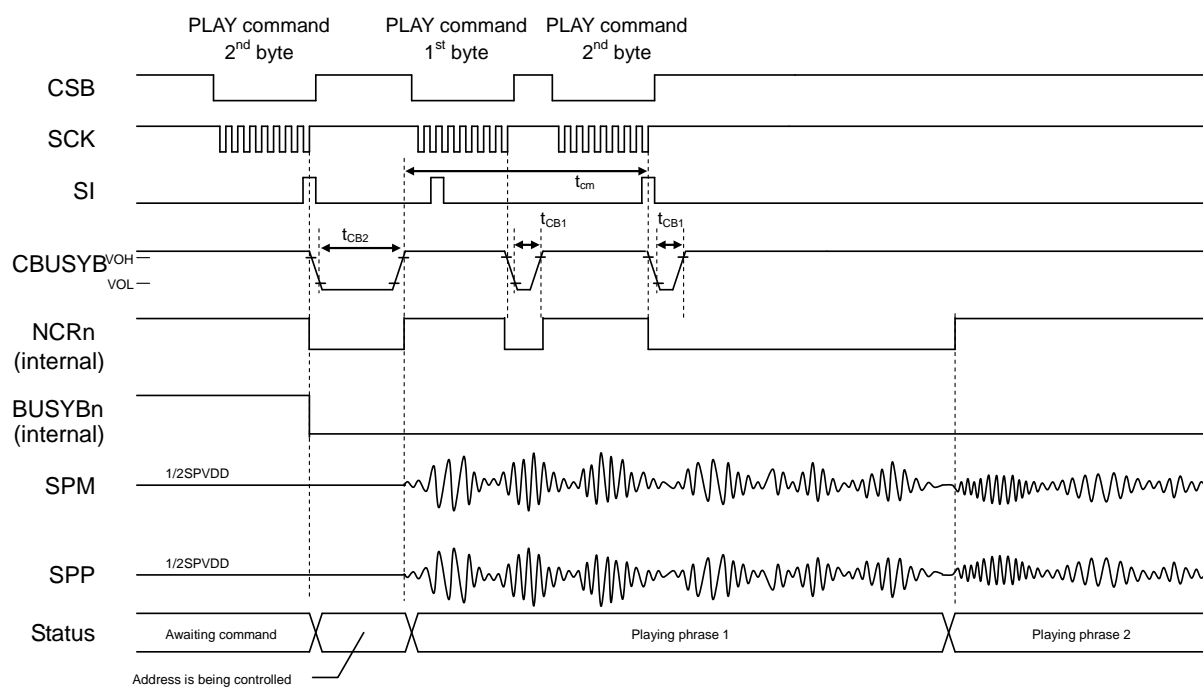 PLAY command
2nd byte
PLAY command
1st byte
PLAY command
2nd byte
CSB
SCK
SI
tcm
tCB2
tCB1
tCB1
CBUSYB
VOH
VOL
NCRn
(internal)
BUSYBn
(internal)
SPM
1/2SPVDD
SPP
1/2SPVDD
Status
Awaiting command
Playing phrase 1
Playing phrase 2
Address is being controlled